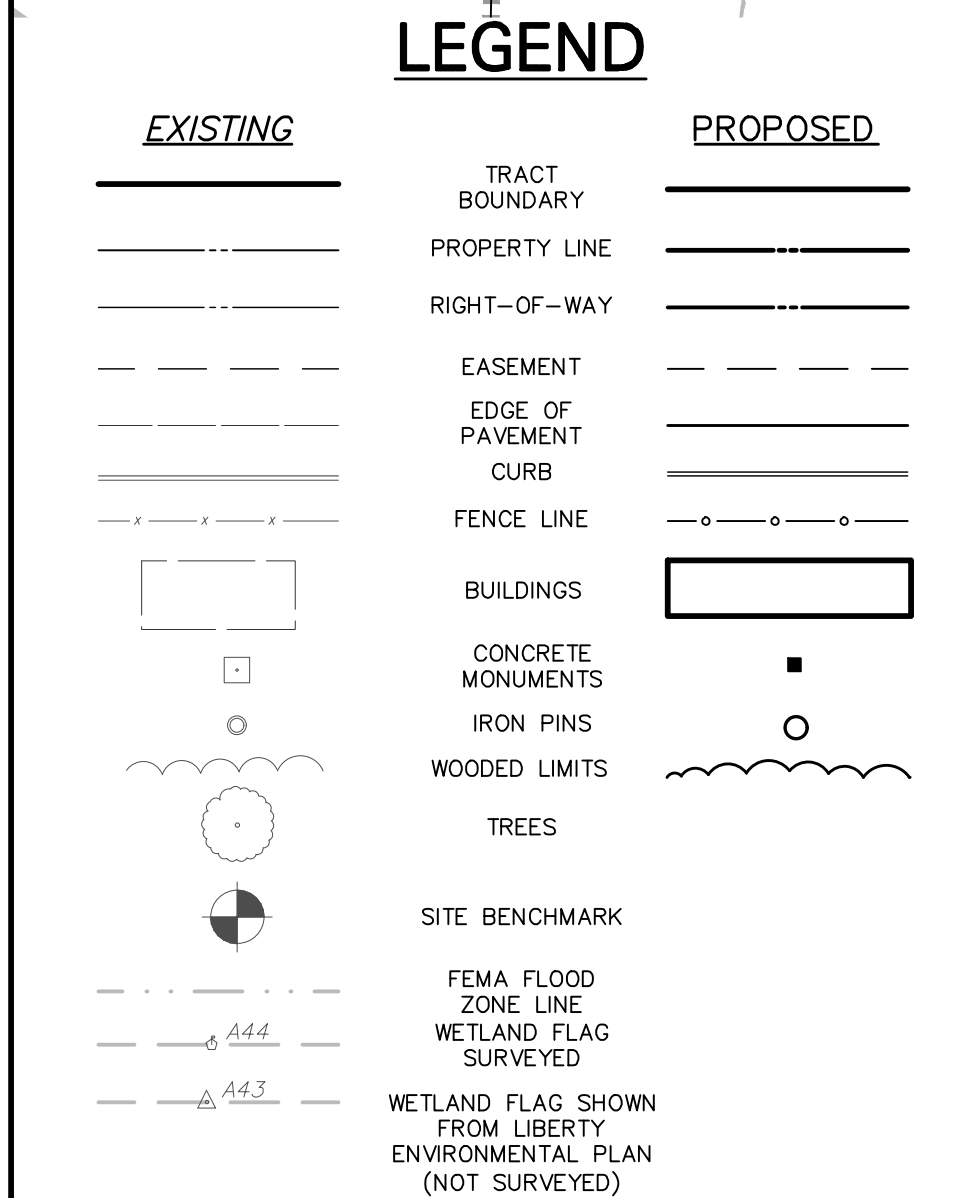 LEGEND
EXISTING
PROPOSED
TRACT
BOUNDARY
PROPERTY LINE
RIGHT-OF-WAY
EASEMENT
EDGE OF
PAVEMENT
CURB
x x x
FENCE LINE
BUILDINGS
CONCRETE
MONUMENTS
IRON PINS
WOODED LIMITS
TREES
SITE BENCHMARK
FEMA FLOOD
ZONE LINE
A44
WETLAND FLAG
SURVEYED
A43
WETLAND FLAG SHOWN
FROM LIBERTY
ENVIRONMENTAL PLAN
(NOT SURVEYED)